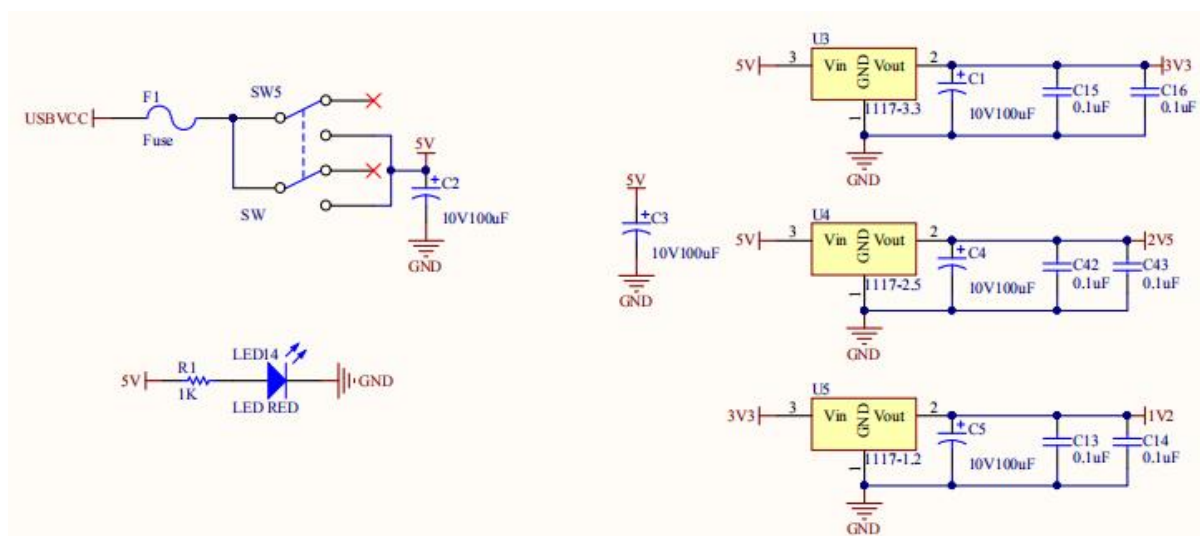 USBVCC
F1
Fuse
SW5
SW
5V
C2
10V100uF
GND
5V
R1
1K
LED14
LED RED
GND
5V
C3
10V100uF
GND
U3
5V 3 Vin GND Vout 2 3V3
1 1117-3.3
C1
10V100uF
C15
0.1uF
C16
0.1uF
GND
U4
5V 3 Vin GND Vout 2 2V5
1 1117-2.5
C4
10V100uF
C42
0.1uF
C43
0.1uF
GND
U5
3V3 3 Vin GND Vout 2 1V2
1 1117-1.2
C5
10V100uF
C13
0.1uF
C14
0.1uF
GND